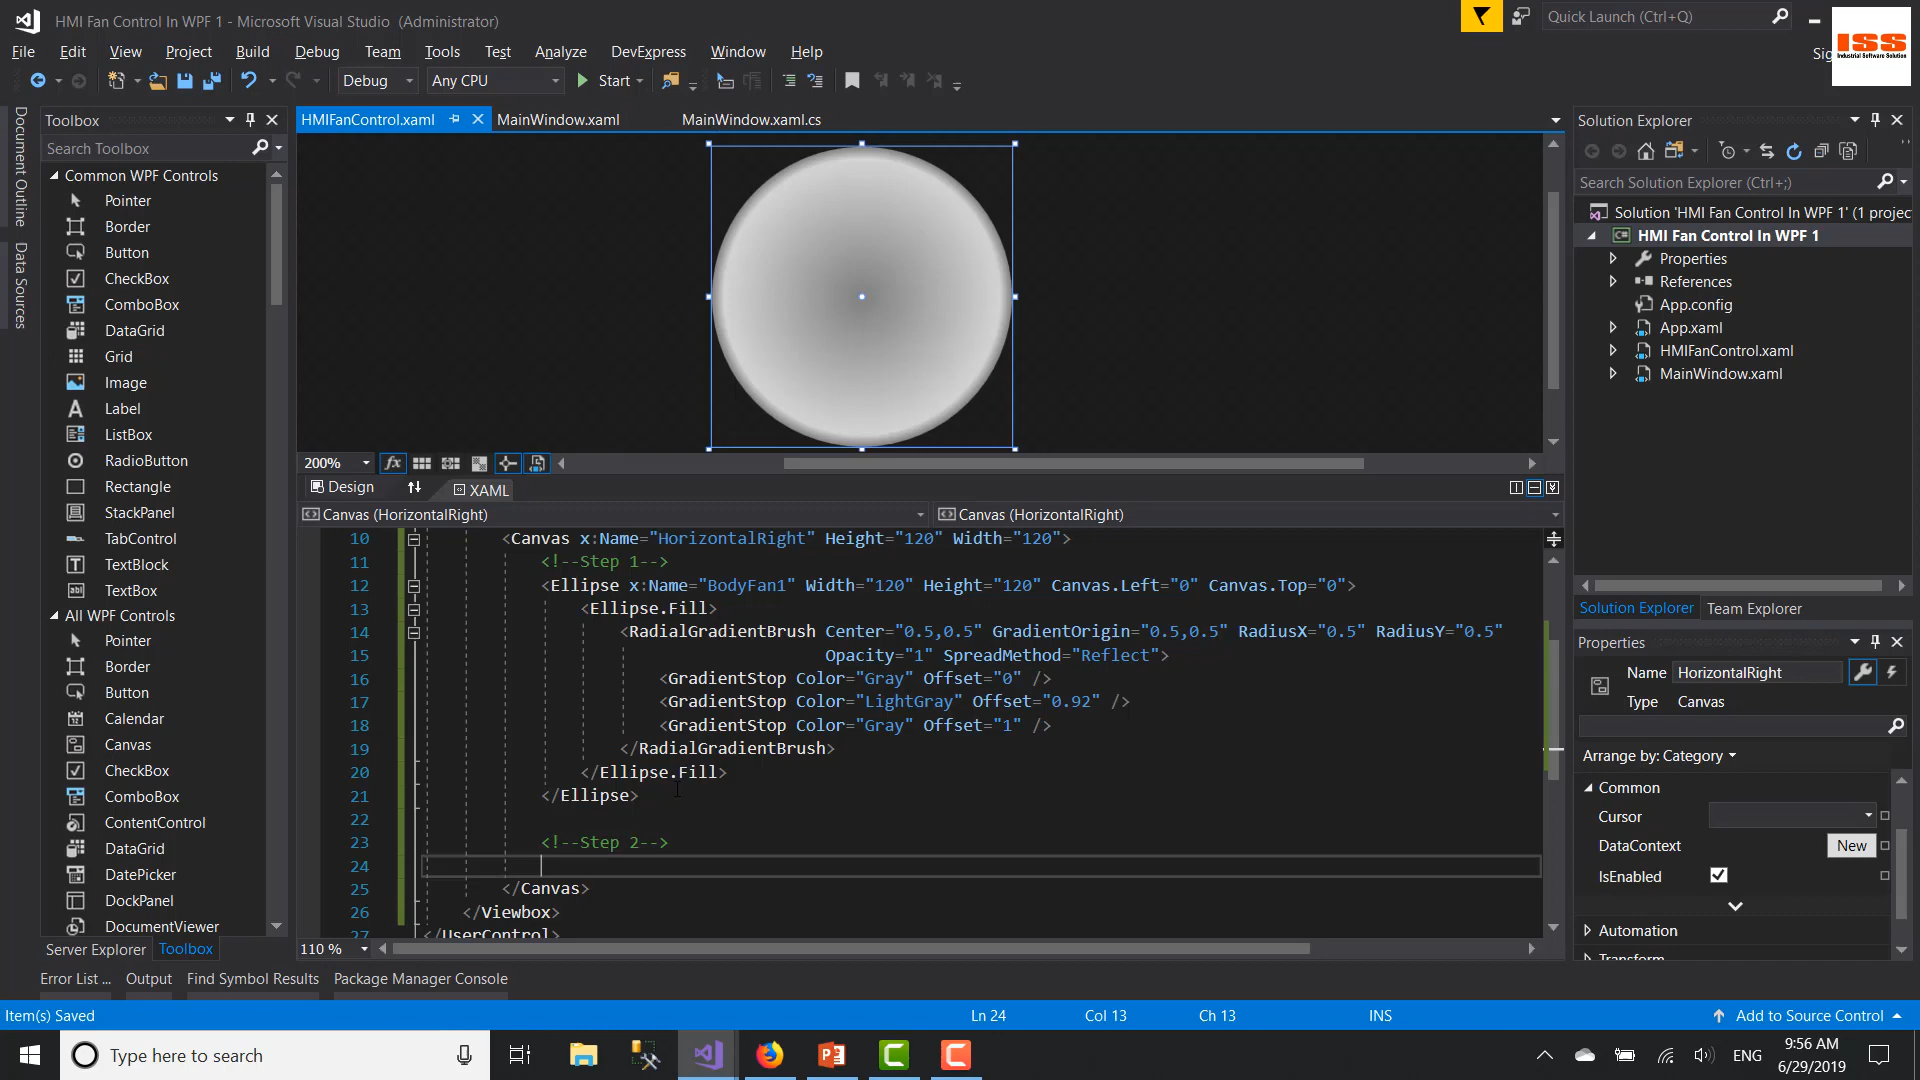 HMI Fan Control In WPF 1 - Microsoft Visual Studio (Administrator)
Quick Launch (Ctrl+Q)
ISS
Industrial Software Solution
File Edit View Project Build Debug Team Tools Test Analyze DevExpress Window Help
Sig
Debug Any CPU Start
Document Outline
Data Sources
Toolbox
Search Toolbox
Common WPF Controls
Pointer
Border
Button
CheckBox
ComboBox
DataGrid
Grid
Image
Label
ListBox
RadioButton
Rectangle
StackPanel
TabControl
TextBlock
TextBox
All WPF Controls
Pointer
Border
Button
Calendar
Canvas
CheckBox
ComboBox
ContentControl
DataGrid
DatePicker
DockPanel
DocumentViewer
Server Explorer Toolbox
HMIFanControl.xaml MainWindow.xaml MainWindow.xaml.cs
200% fx
Design XAML
Canvas (HorizontalRight) Canvas (HorizontalRight)
10 <Canvas x:Name="HorizontalRight" Height="120" Width="120">
11 <!--Step 1-->
12 <Ellipse x:Name="BodyFan1" Width="120" Height="120" Canvas.Left="0" Canvas.Top="0">
13 <Ellipse.Fill>
14 <RadialGradientBrush Center="0.5,0.5" GradientOrigin="0.5,0.5" RadiusX="0.5" RadiusY="0.5"
15 Opacity="1" SpreadMethod="Reflect">
16 <GradientStop Color="Gray" Offset="0" />
17 <GradientStop Color="LightGray" Offset="0.92" />
18 <GradientStop Color="Gray" Offset="1" />
19 </RadialGradientBrush>
20 </Ellipse.Fill>
21 </Ellipse>
22
23 <!--Step 2-->
24
25 </Canvas>
26 </Viewbox>
27 </UserControl>
110 %
Solution Explorer
Search Solution Explorer (Ctrl+;)
Solution 'HMI Fan Control In WPF 1' (1 projec
C# HMI Fan Control In WPF 1
Properties
References
App.config
App.xaml
HMIFanControl.xaml
MainWindow.xaml
Solution Explorer Team Explorer
Properties
Name HorizontalRight
Type Canvas
Arrange by: Category
Common
Cursor
DataContext New
IsEnabled
Automation
Transform
Error List ... Output Find Symbol Results Package Manager Console
Item(s) Saved Ln 24 Col 13 Ch 13 INS Add to Source Control
Type here to search
ENG
9:56 AM
6/29/2019